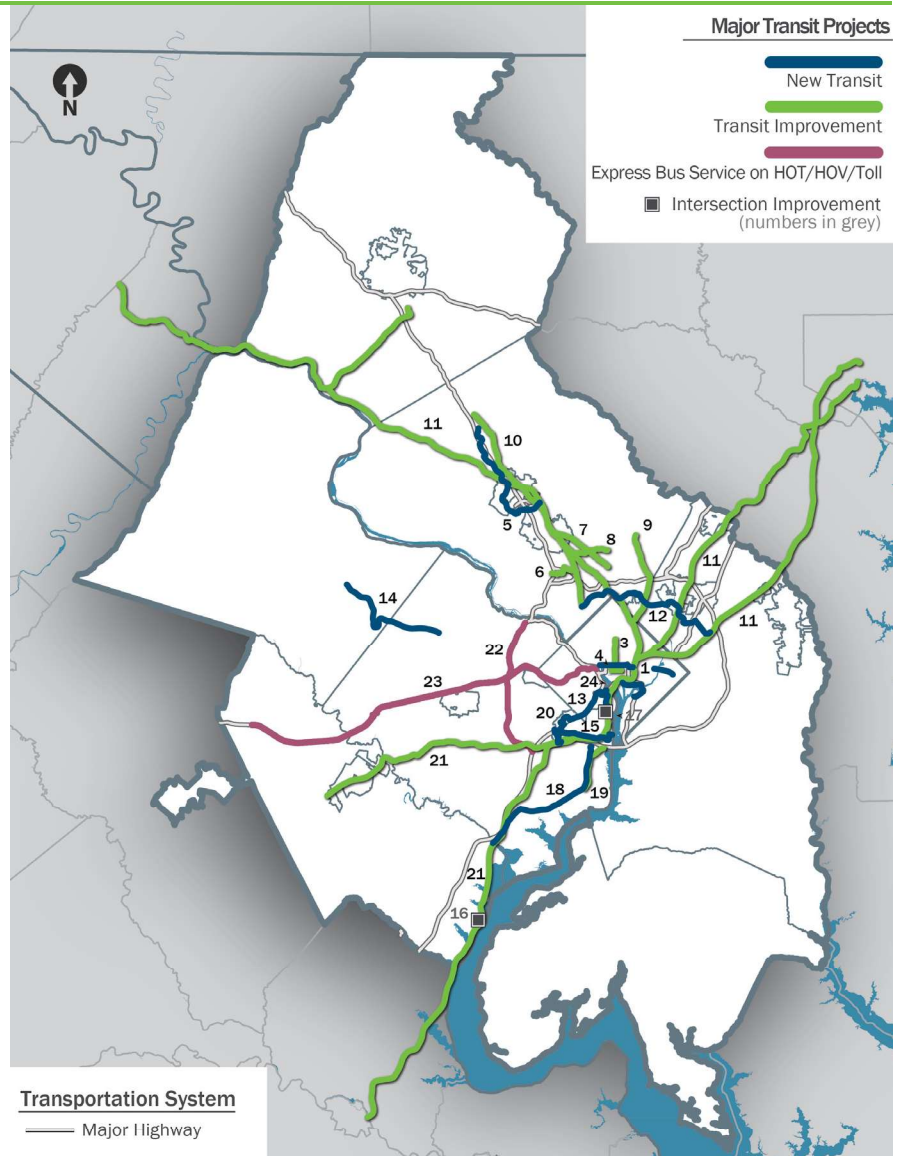 Major Transit Projects
New Transit
Transit Improvement
Express Bus Service on HOT/HOV/Toll
Intersection Improvement
(numbers in grey)
N
11
10
5
7
8
9
6
11
12
11
14
22
3
4
1
23
24
13
17
20
15
21
18
19
21
16
Transportation System
Major Highway